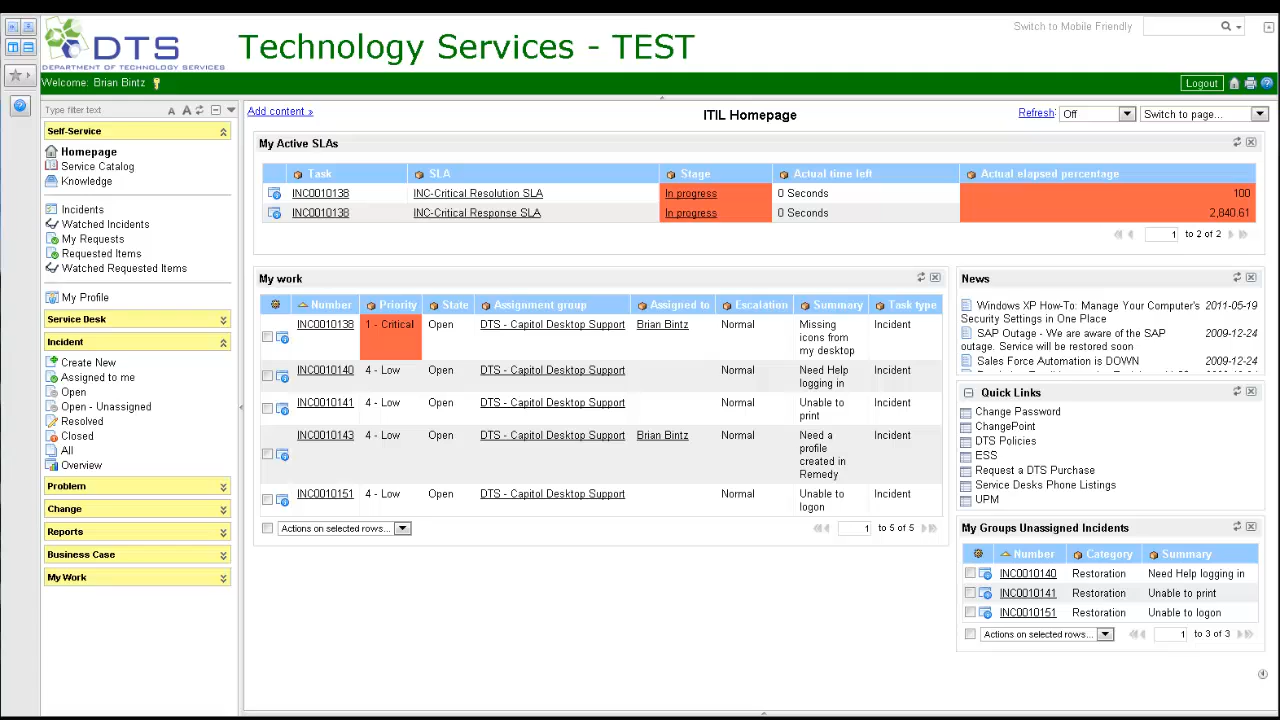 Switch to Mobile Friendly
DTS
DEPARTMENT OF TECHNOLOGY SERVICES
Technology Services - TEST
Welcome: Brian Bintz
Logout
Type filter text
A A
Self-Service
Homepage
Service Catalog
Knowledge
Incidents
Watched Incidents
My Requests
Requested Items
Watched Requested Items
My Profile
Service Desk
Incident
Create New
Assigned to me
Open
Open - Unassigned
Resolved
Closed
All
Overview
Problem
Change
Reports
Business Case
My Work
Add content »
ITIL Homepage
Refresh: Off Switch to page...
My Active SLAs
Task SLA Stage Actual time left Actual elapsed percentage
INC0010138 INC-Critical Resolution SLA In progress 0 Seconds 100
INC0010138 INC-Critical Response SLA In progress 0 Seconds 2,840.61
1 to 2 of 2
My work
Number Priority State Assignment group Assigned to Escalation Summary Task type
INC0010138 1 - Critical Open DTS - Capitol Desktop Support Brian Bintz Normal Missing Incident
icons from
my desktop
INC0010140 4 - Low Open DTS - Capitol Desktop Support Normal Need Help Incident
logging in
INC0010141 4 - Low Open DTS - Capitol Desktop Support Normal Unable to Incident
print
INC0010143 4 - Low Open DTS - Capitol Desktop Support Brian Bintz Normal Need a Incident
profile
created in
Remedy
INC0010151 4 - Low Open DTS - Capitol Desktop Support Normal Unable to Incident
logon
Actions on selected rows... 1 to 5 of 5
News
Windows XP How-To: Manage Your Computer's 2011-05-19
Security Settings in One Place
SAP Outage - We are aware of the SAP 2009-12-24
outage. Service will be restored soon
Sales Force Automation is DOWN 2009-12-24
Quick Links
Change Password
ChangePoint
DTS Policies
ESS
Request a DTS Purchase
Service Desks Phone Listings
UPM
My Groups Unassigned Incidents
Number Category Summary
INC0010140 Restoration Need Help logging in
INC0010141 Restoration Unable to print
INC0010151 Restoration Unable to logon
Actions on selected rows... 1 to 3 of 3